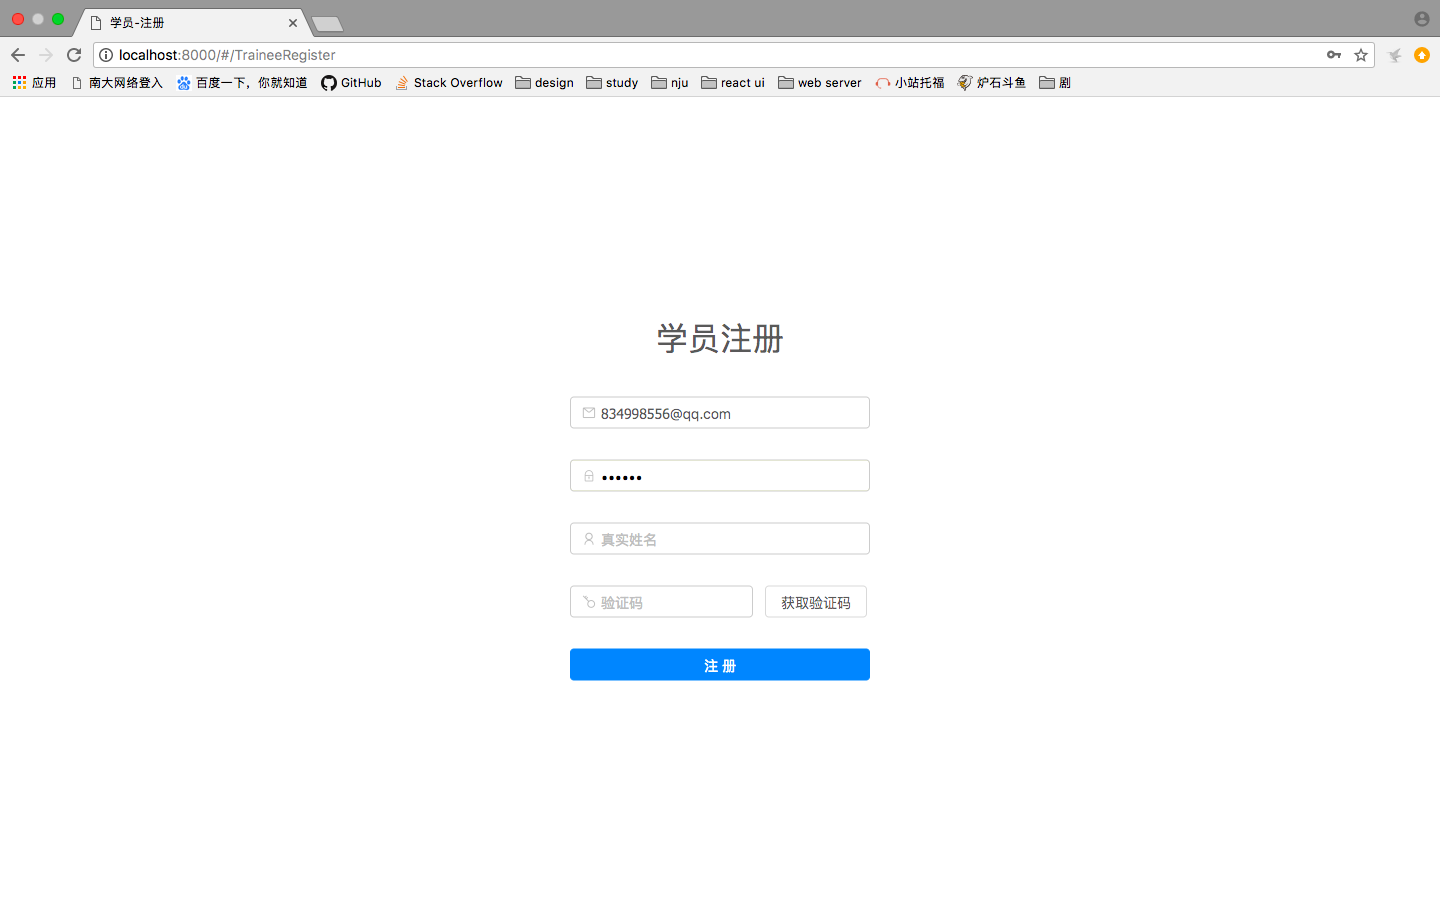 学员-注册
localhost:8000/#/TraineeRegister
应用 南大网络登入 百度一下，你就知道 GitHub Stack Overflow design study nju react ui web server 小站托福 炉石斗鱼 剧
学员注册
834998556@qq.com
••••••
真实姓名
验证码 获取验证码
注 册